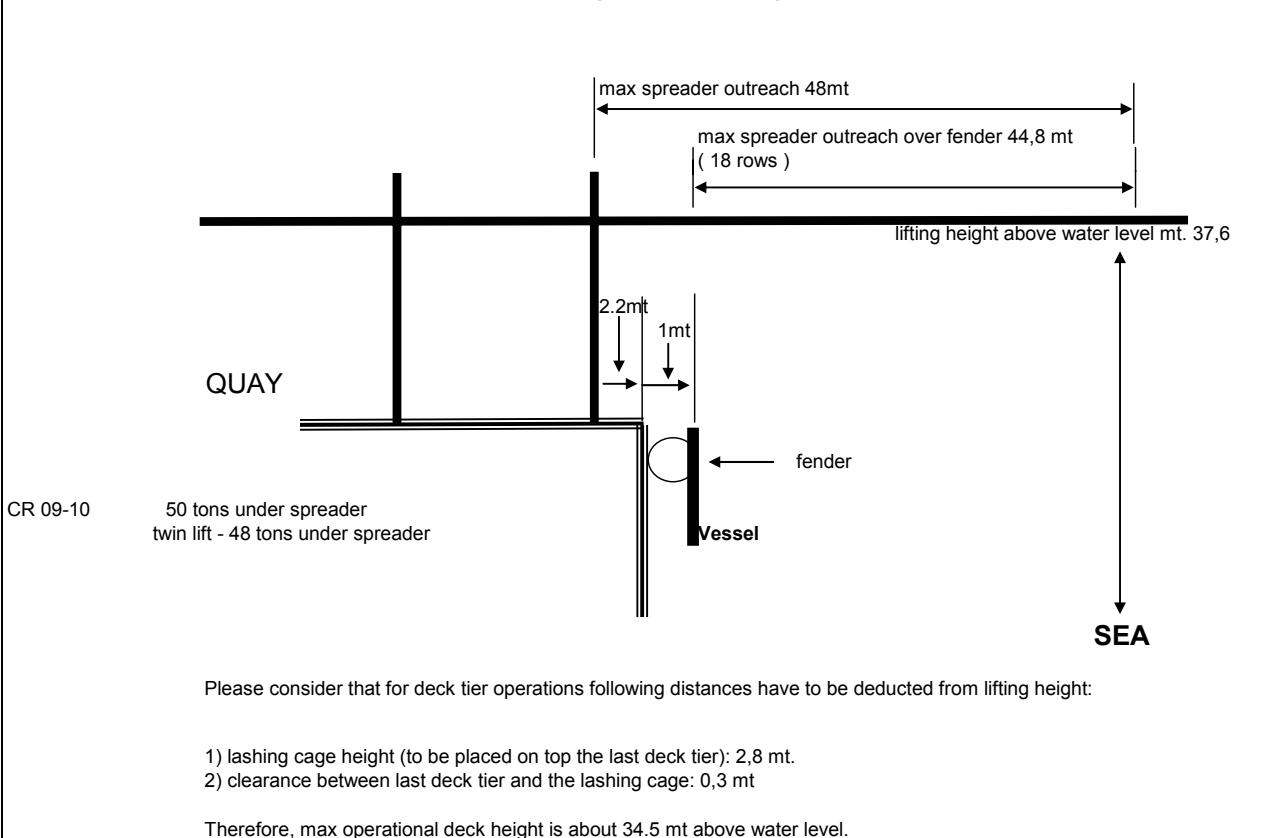 max spreader outreach 48mt
max spreader outreach over fender 44,8 mt
( 18 rows )
lifting height above water level mt. 37,6
2.2mt
1mt
QUAY
fender
CR 09-10 50 tons under spreader
twin lift - 48 tons under spreader
Vessel
SEA
Please consider that for deck tier operations following distances have to be deducted from lifting height:
1) lashing cage height (to be placed on top the last deck tier): 2,8 mt.
2) clearance between last deck tier and the lashing cage: 0,3 mt
Therefore, max operational deck height is about 34.5 mt above water level.